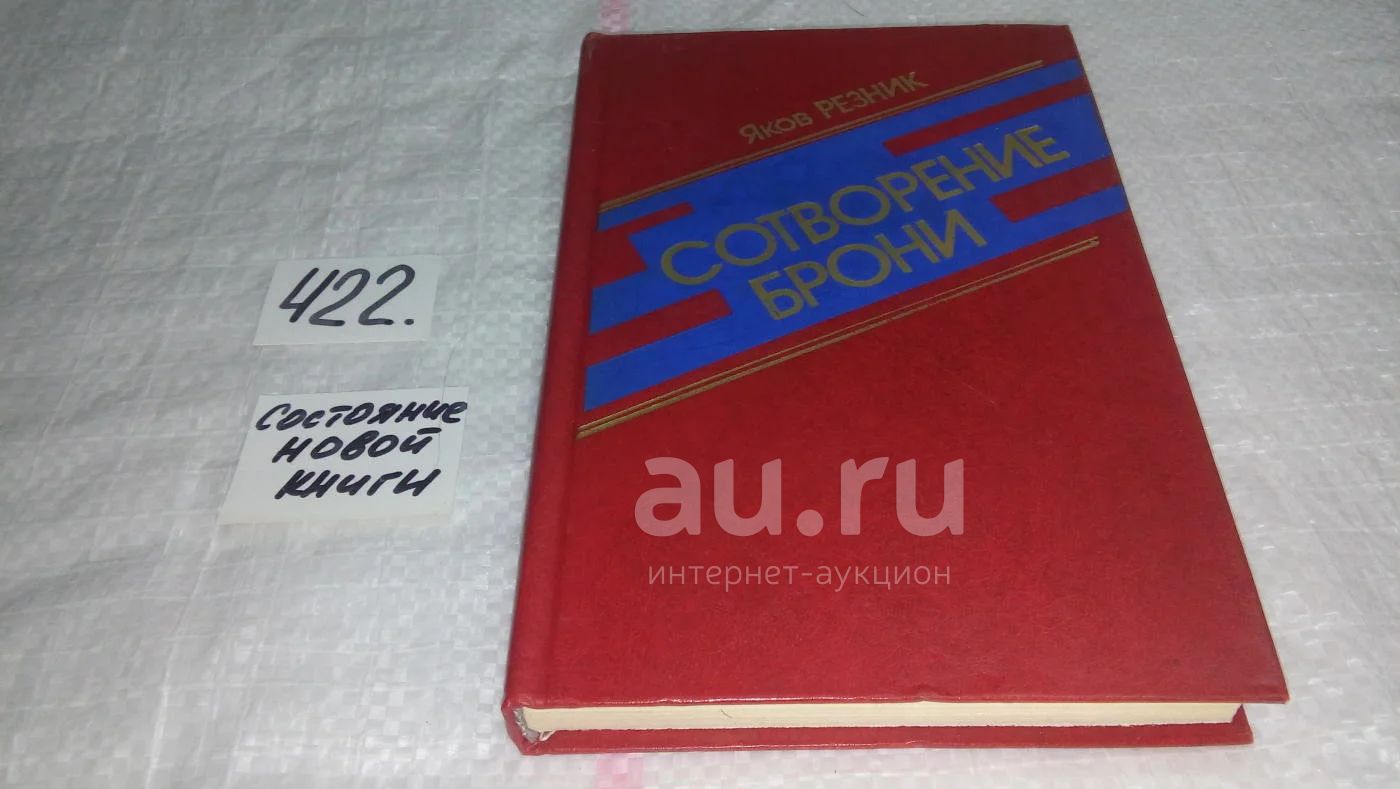 Яков РЕЗНИК
СОТВОРЕНИЕ
БРОНИ
422.
Состояние
новой
книги
au.ru
интернет-аукцион